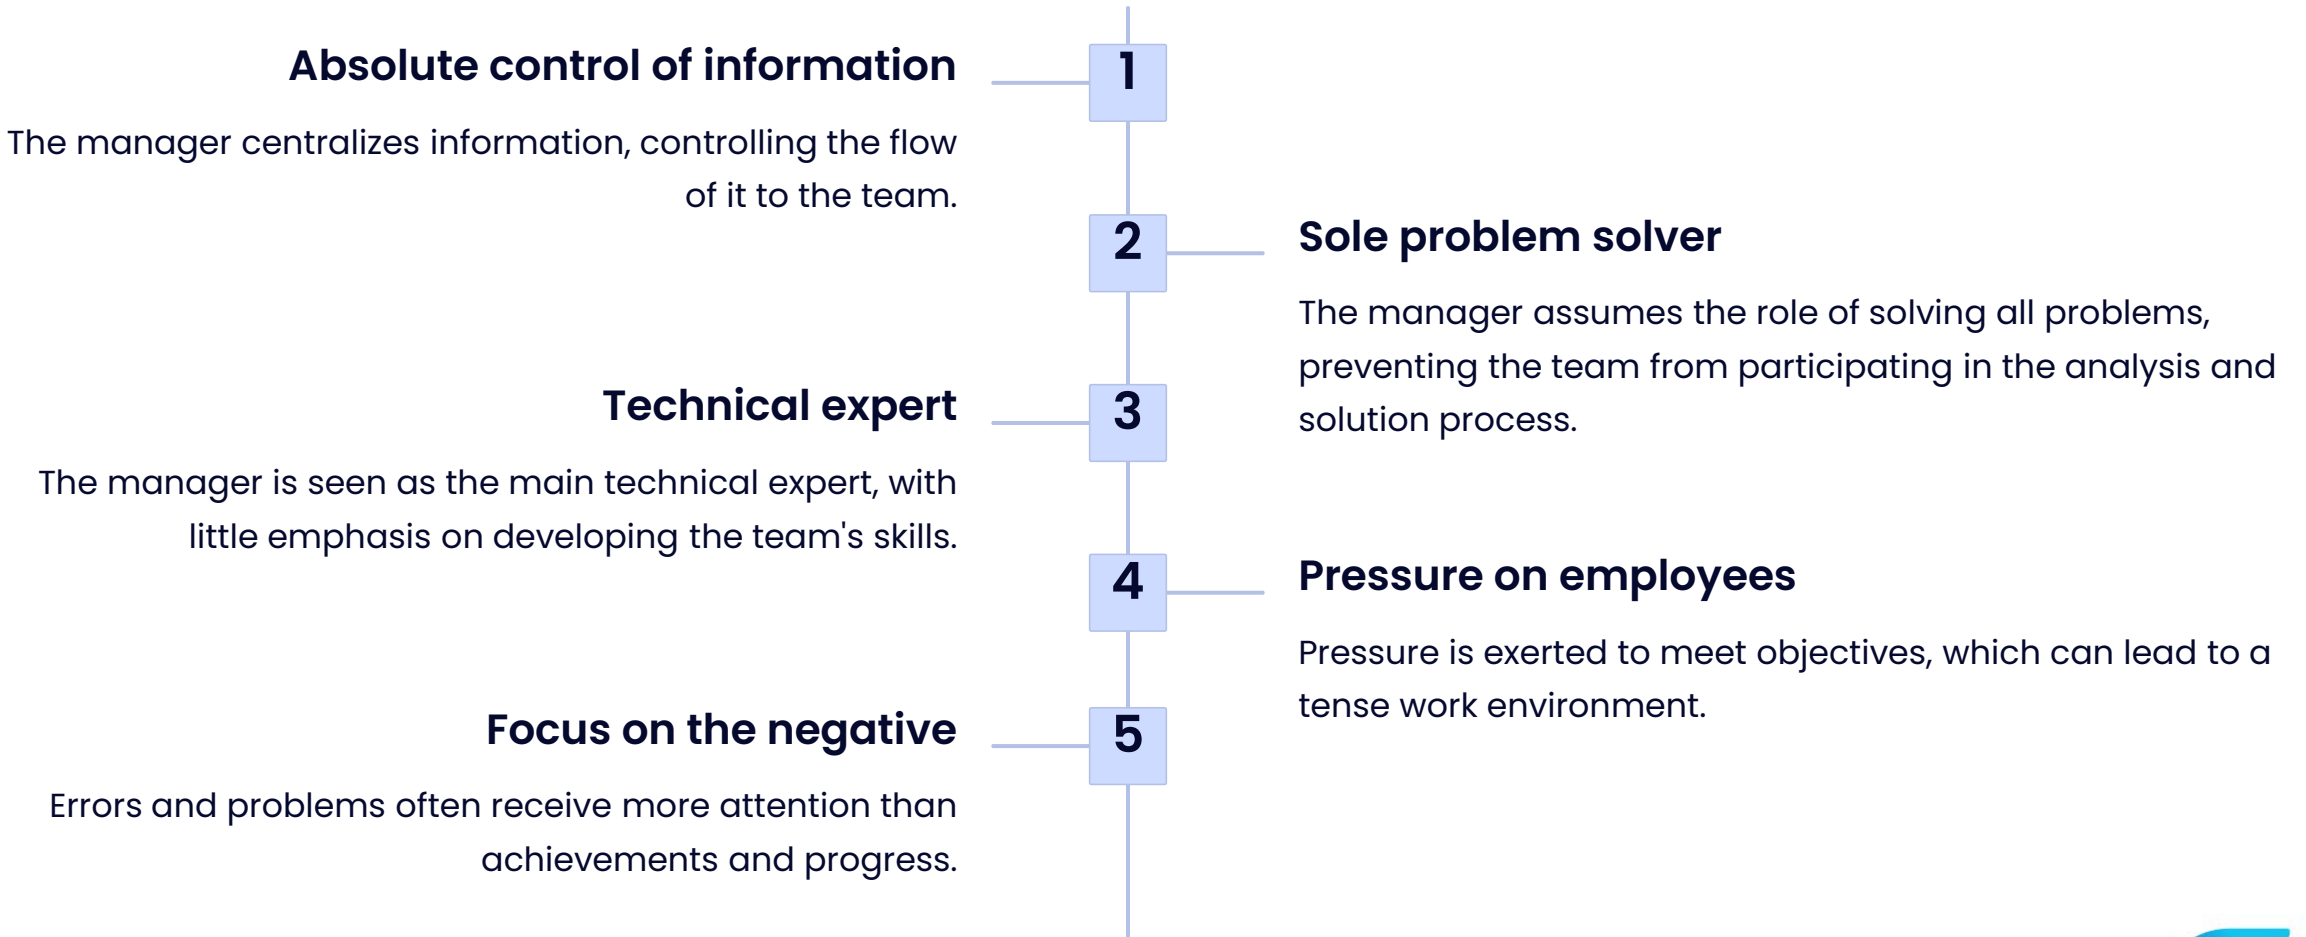 1
Absolute control of information
The manager centralizes information, controlling the flow
of it to the team.
2
Sole problem solver
The manager assumes the role of solving all problems,
preventing the team from participating in the analysis and
solution process.
3
Technical expert
The manager is seen as the main technical expert, with
little emphasis on developing the team's skills.
4
Pressure on employees
Pressure is exerted to meet objectives, which can lead to a
tense work environment.
5
Focus on the negative
Errors and problems often receive more attention than
achievements and progress.